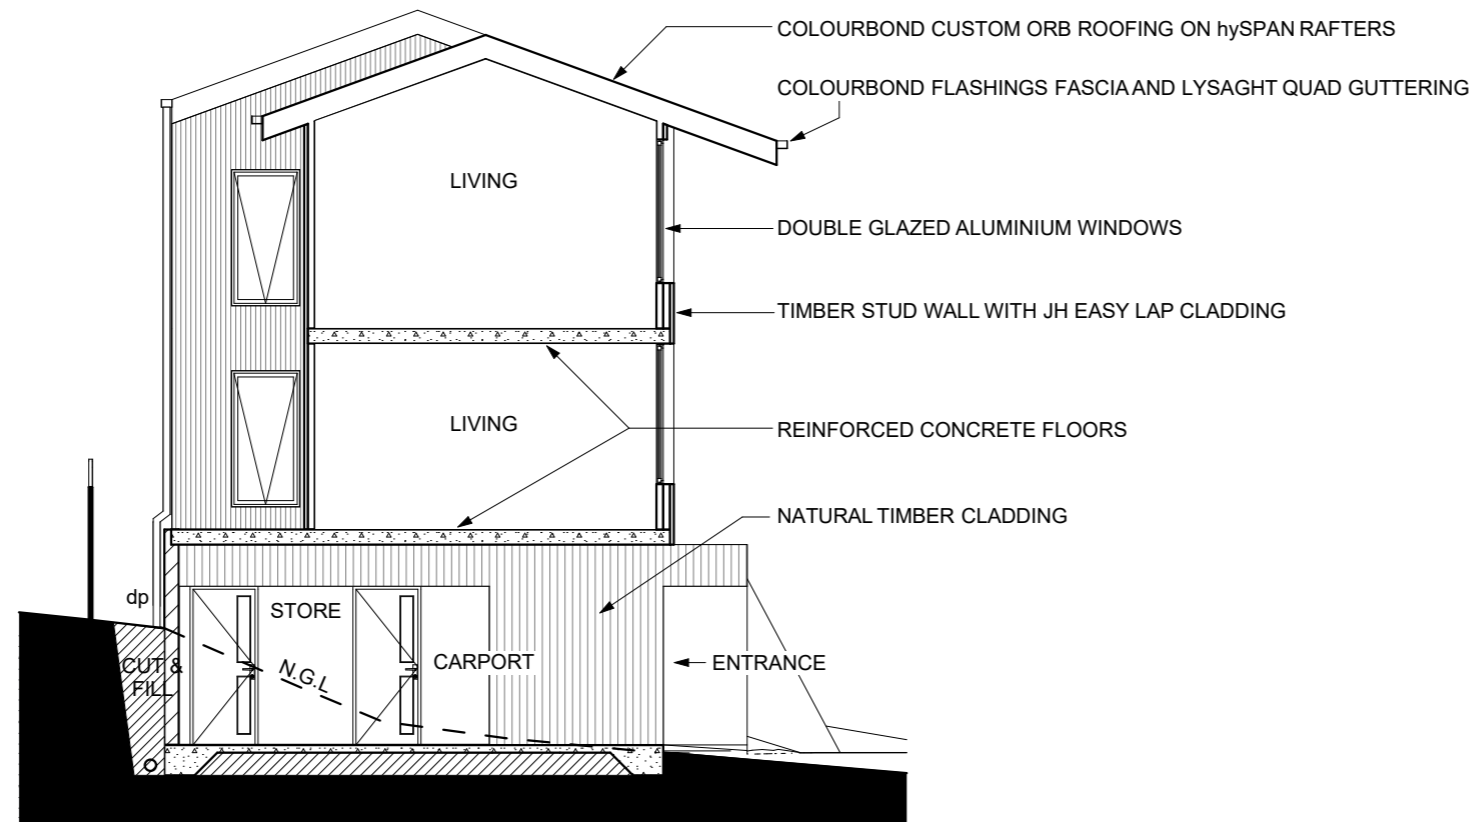 COLOURBOND CUSTOM ORB ROOFING ON hySPAN RAFTERS
COLOURBOND FLASHINGS FASCIA AND LYSAGHT QUAD GUTTERING
LIVING
DOUBLE GLAZED ALUMINIUM WINDOWS
TIMBER STUD WALL WITH JH EASY LAP CLADDING
LIVING
REINFORCED CONCRETE FLOORS
NATURAL TIMBER CLADDING
dp
STORE
CUT &
FILL
N.G.L
CARPORT
ENTRANCE